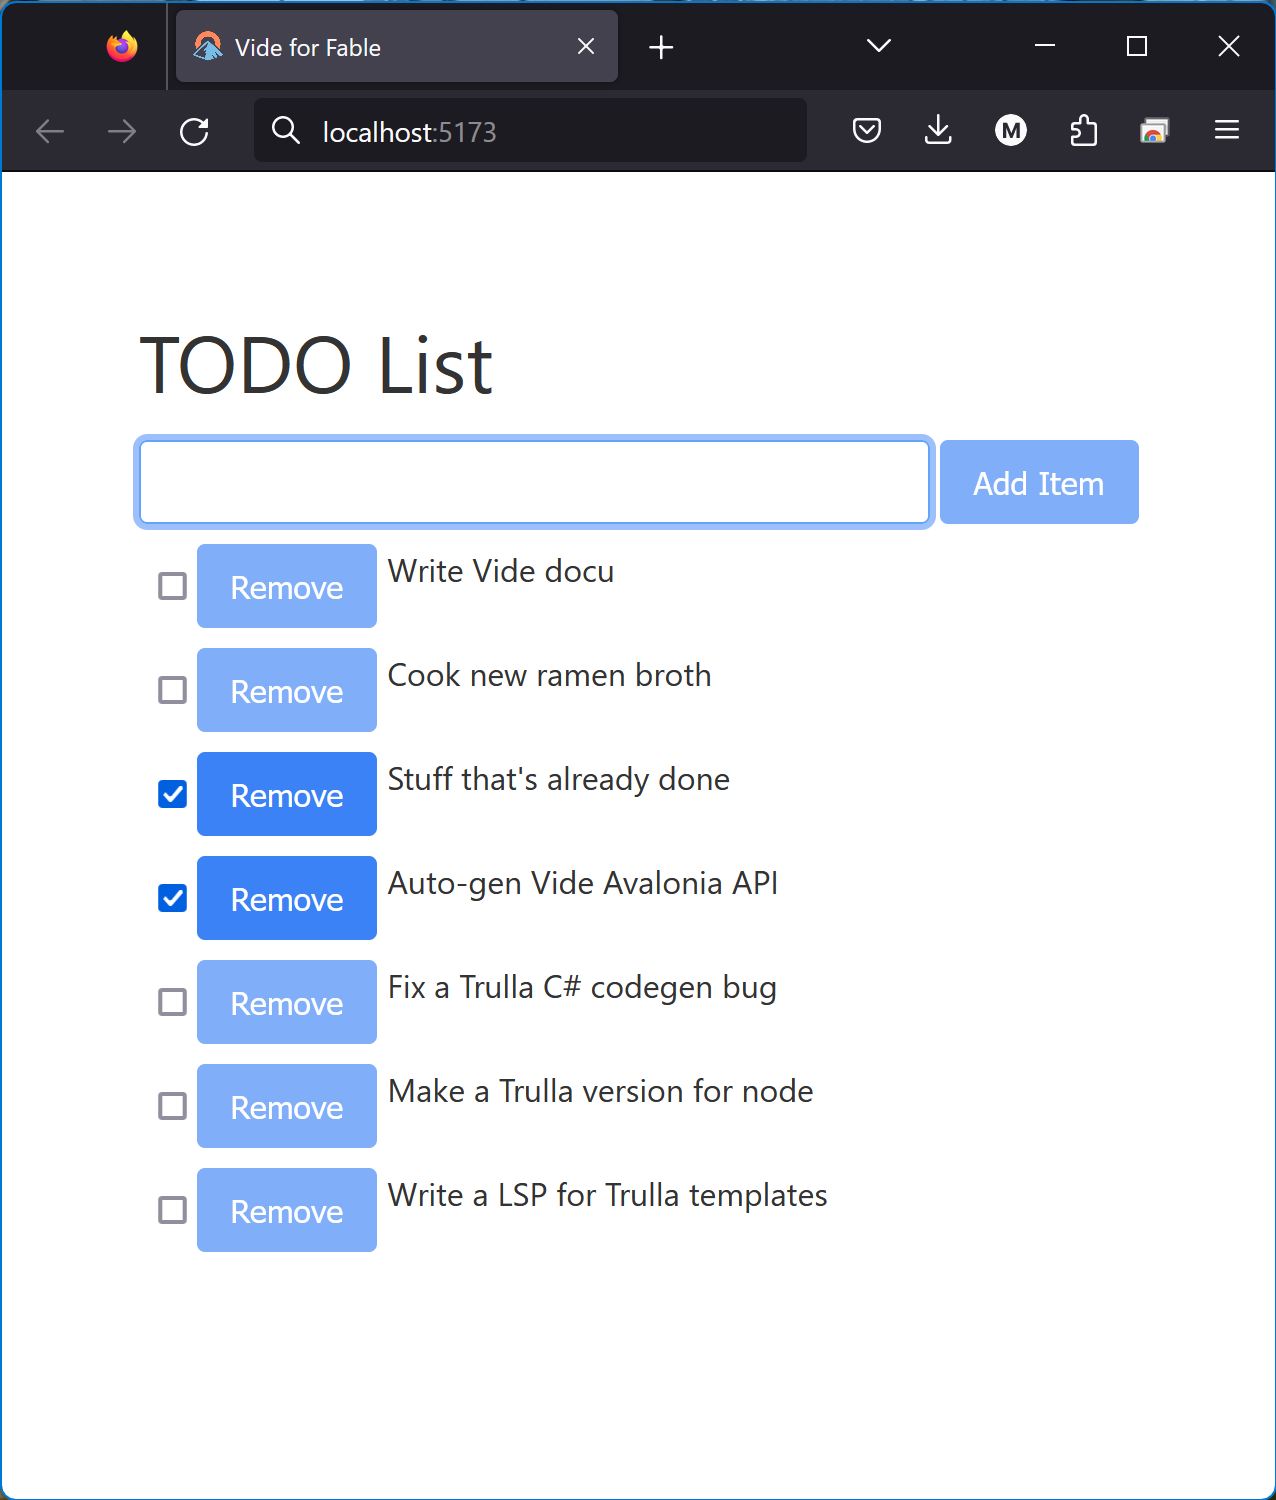 Vide for Fable
localhost:5173
M
TODO List
Add Item
Remove Write Vide docu
Remove Cook new ramen broth
Remove Stuff that's already done
Remove Auto-gen Vide Avalonia API
Remove Fix a Trulla C# codegen bug
Remove Make a Trulla version for node
Remove Write a LSP for Trulla templates